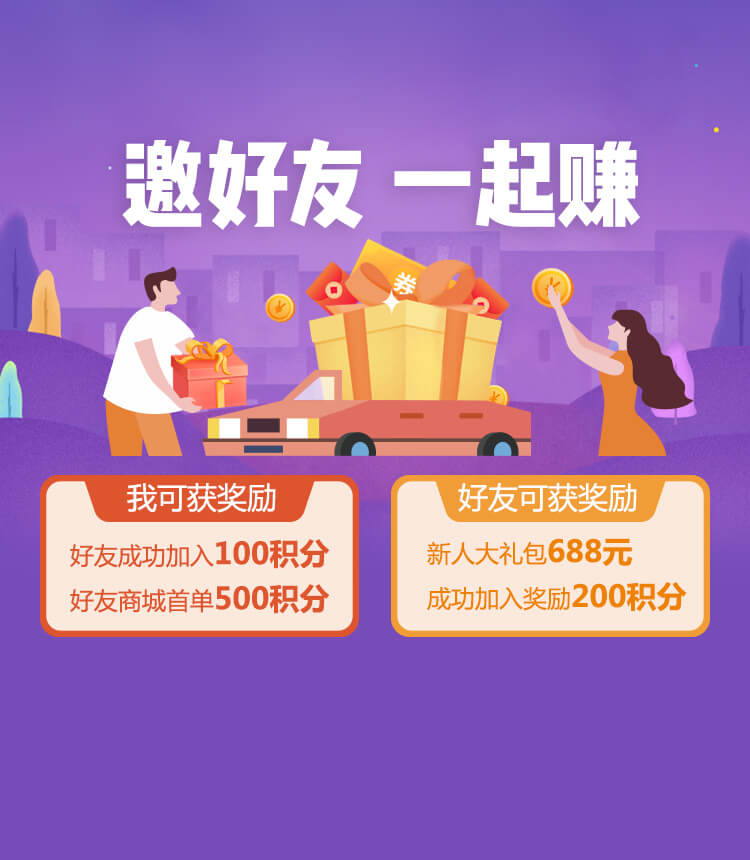 邀好友 一起赚
券
我可获奖励
好友成功加入100积分
好友商城首单500积分
好友可获奖励
新人大礼包688元
成功加入奖励200积分